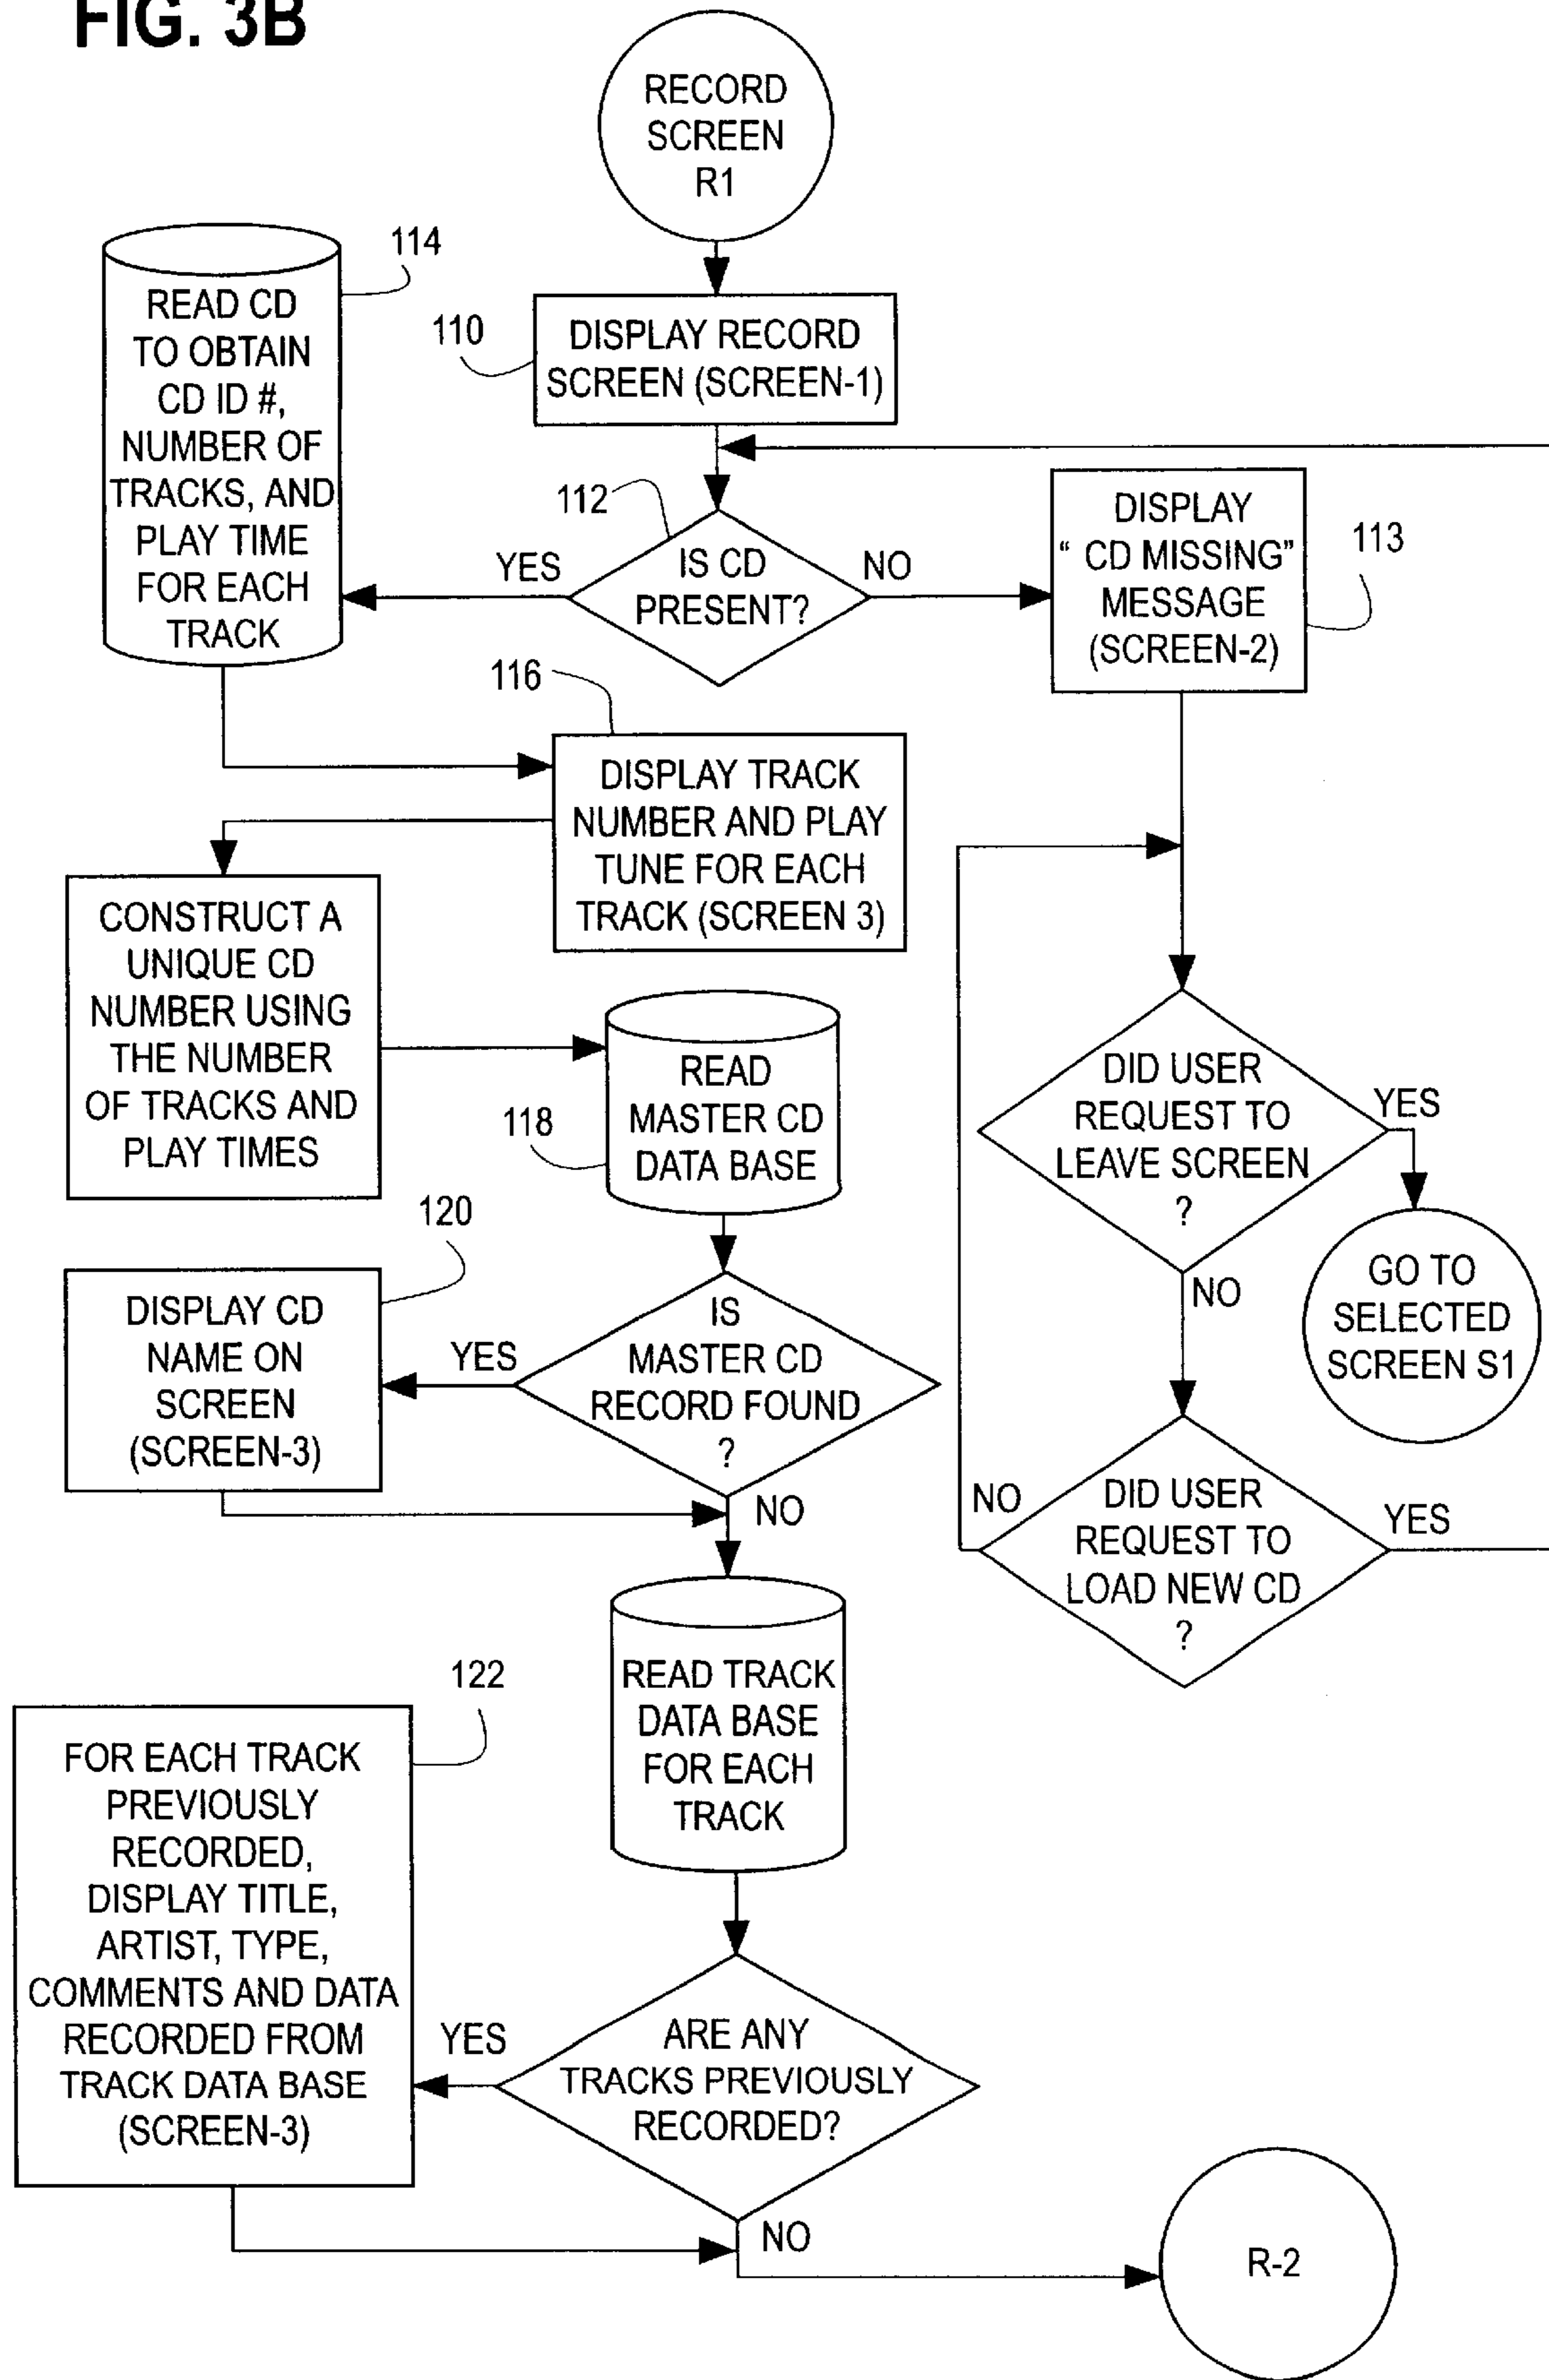 FIG. 3B
RECORD
SCREEN
R1
114
READ CD
TO OBTAIN
CD ID #,
NUMBER OF
TRACKS, AND
PLAY TIME
FOR EACH
TRACK
110
DISPLAY RECORD
SCREEN (SCREEN-1)
112
IS CD
PRESENT?
YES
NO
DISPLAY
“ CD MISSING”
MESSAGE
(SCREEN-2)
113
116
DISPLAY TRACK
NUMBER AND PLAY
TUNE FOR EACH
TRACK (SCREEN 3)
CONSTRUCT A
UNIQUE CD
NUMBER USING
THE NUMBER
OF TRACKS AND
PLAY TIMES
118
READ
MASTER CD
DATA BASE
DID USER
REQUEST TO
LEAVE SCREEN
?
YES
NO
GO TO
SELECTED
SCREEN S1
120
DISPLAY CD
NAME ON
SCREEN
(SCREEN-3)
YES
IS
MASTER CD
RECORD FOUND
?
NO
NO
DID USER
REQUEST TO
LOAD NEW CD
?
YES
READ TRACK
DATA BASE
FOR EACH
TRACK
122
FOR EACH TRACK
PREVIOUSLY
RECORDED,
DISPLAY TITLE,
ARTIST, TYPE,
COMMENTS AND DATA
RECORDED FROM
TRACK DATA BASE
(SCREEN-3)
YES
ARE ANY
TRACKS PREVIOUSLY
RECORDED?
NO
R-2